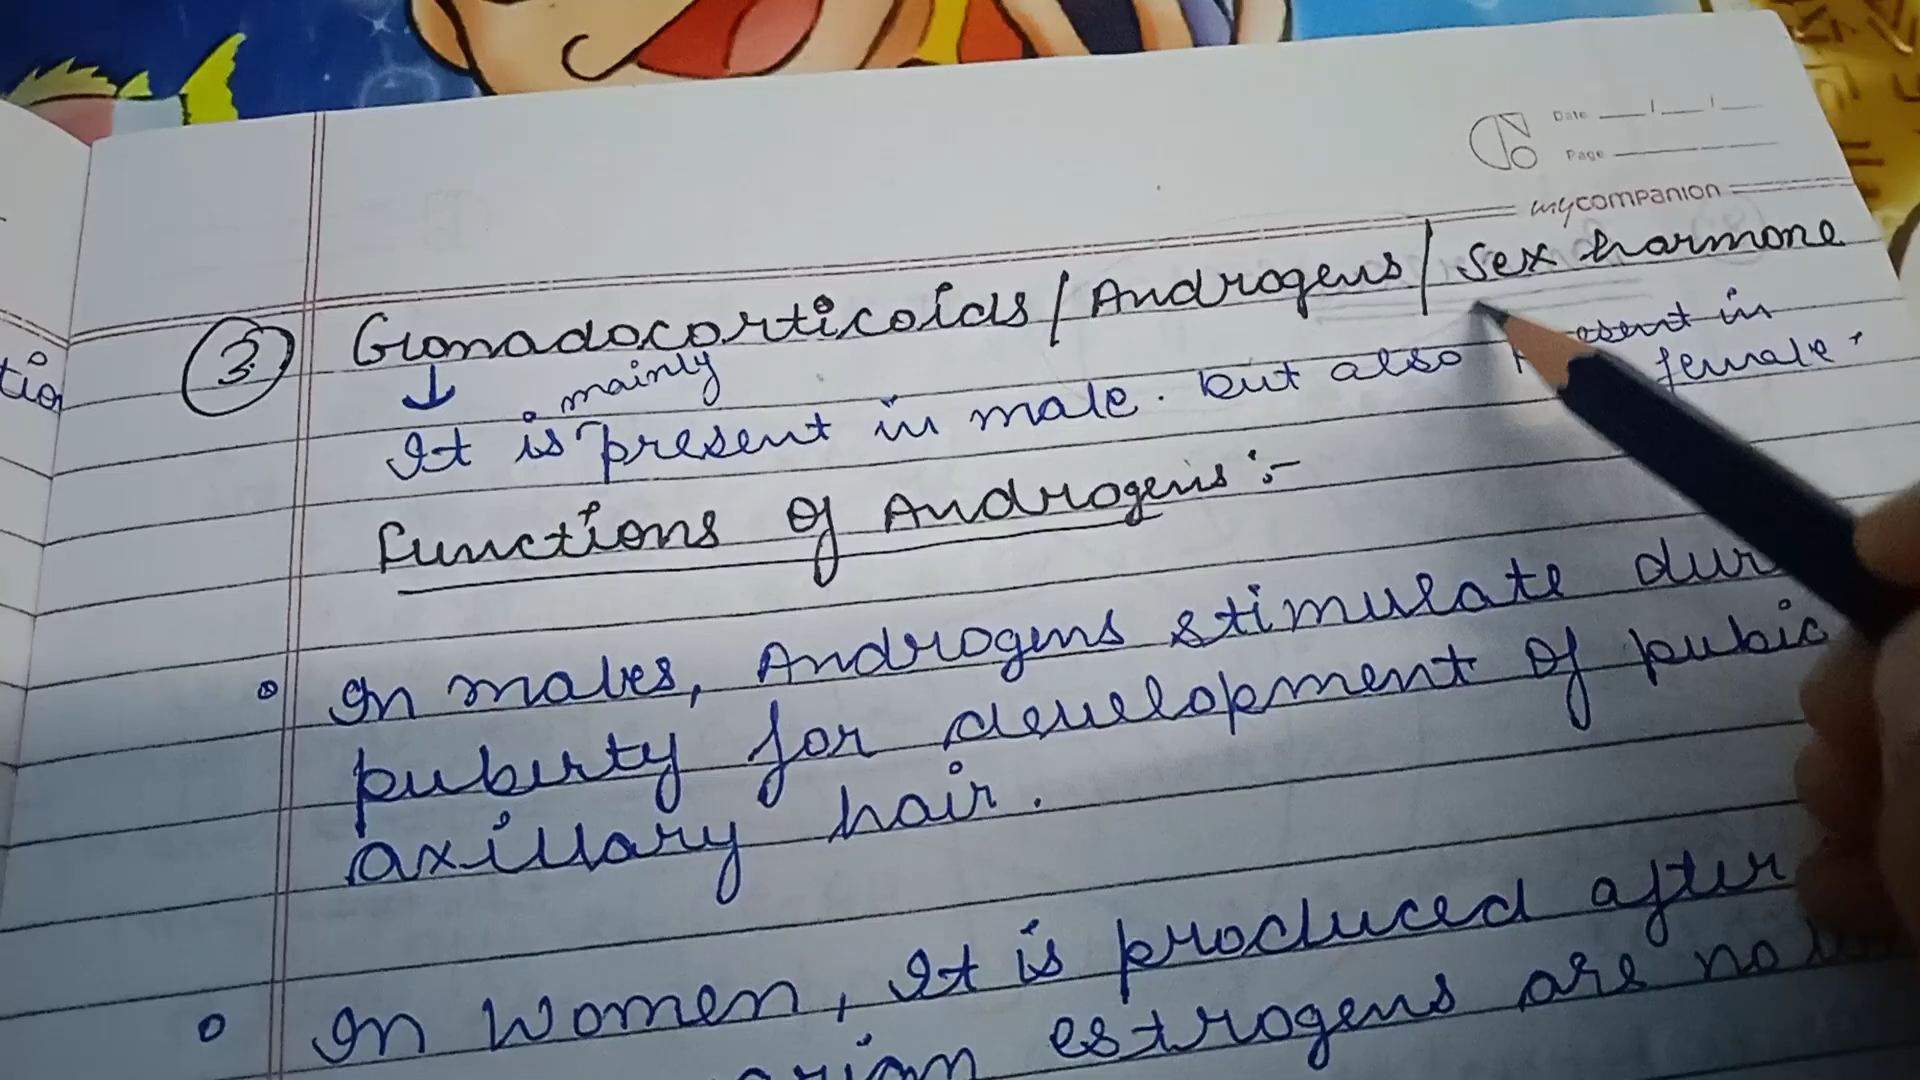 Date
Page
mycompanion
tion
3. Gonadocorticoids / Androgens / Sex harmone
It is mainly present in male. but also in female.
Functions of Androgens :-
In males, Androgens stimulate
puberty for development of pubic
axillary hair.
In Women, It is produced after
estrogens are no